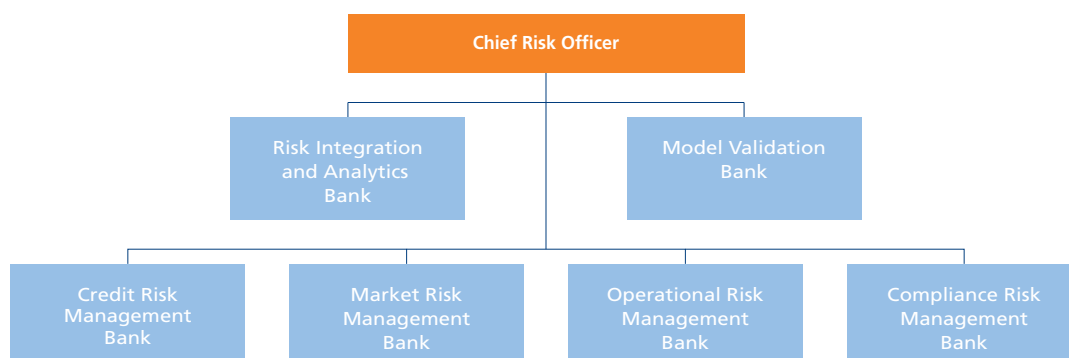 Chief Risk Officer
Risk Integration
and Analytics
Bank
Model Validation
Bank
Credit Risk
Management
Bank
Market Risk
Management
Bank
Operational Risk
Management
Bank
Compliance Risk
Management
Bank